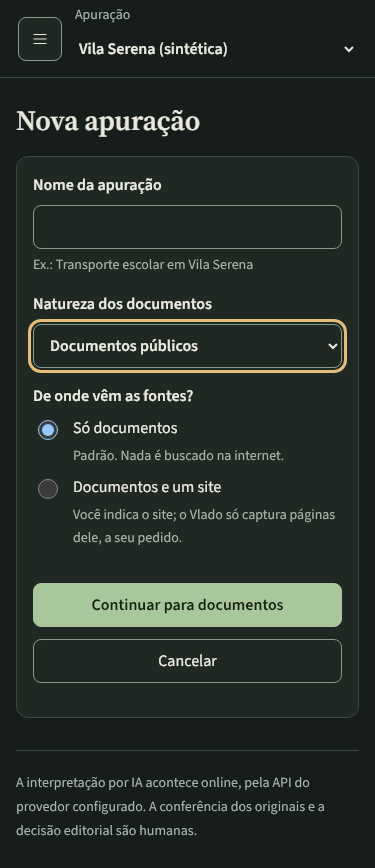 Apuração
Vila Serena (sintética)
Nova apuração
Nome da apuração
Ex.: Transporte escolar em Vila Serena
Natureza dos documentos
Documentos públicos
De onde vêm as fontes?
Só documentos
Padrão. Nada é buscado na internet.
Documentos e um site
Você indica o site; o Vlado só captura páginas
dele, a seu pedido.
Continuar para documentos
Cancelar
A interpretação por IA acontece online, pela API do
provedor configurado. A conferência dos originais e a
decisão editorial são humanas.